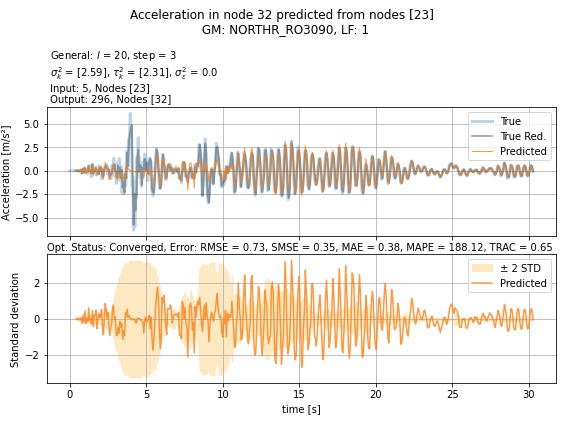 Acceleration in node 32 predicted from nodes [23]
GM: NORTHR_RO3090, LF: 1
General: l = 20, step = 3
σ²ₖ = [2.59], τ²ₖ = [2.31], σ²ₑ = 0.0
Input: 5, Nodes [23]
Output: 296, Nodes [32]
Acceleration [m/s²]
5.0
2.5
0.0
−2.5
−5.0
True
True Red.
Predicted
Opt. Status: Converged, Error: RMSE = 0.73, SMSE = 0.35, MAE = 0.38, MAPE = 188.12, TRAC = 0.65
Standard deviation
2
0
−2
± 2 STD
Predicted
0 5 10 15 20 25 30
time [s]